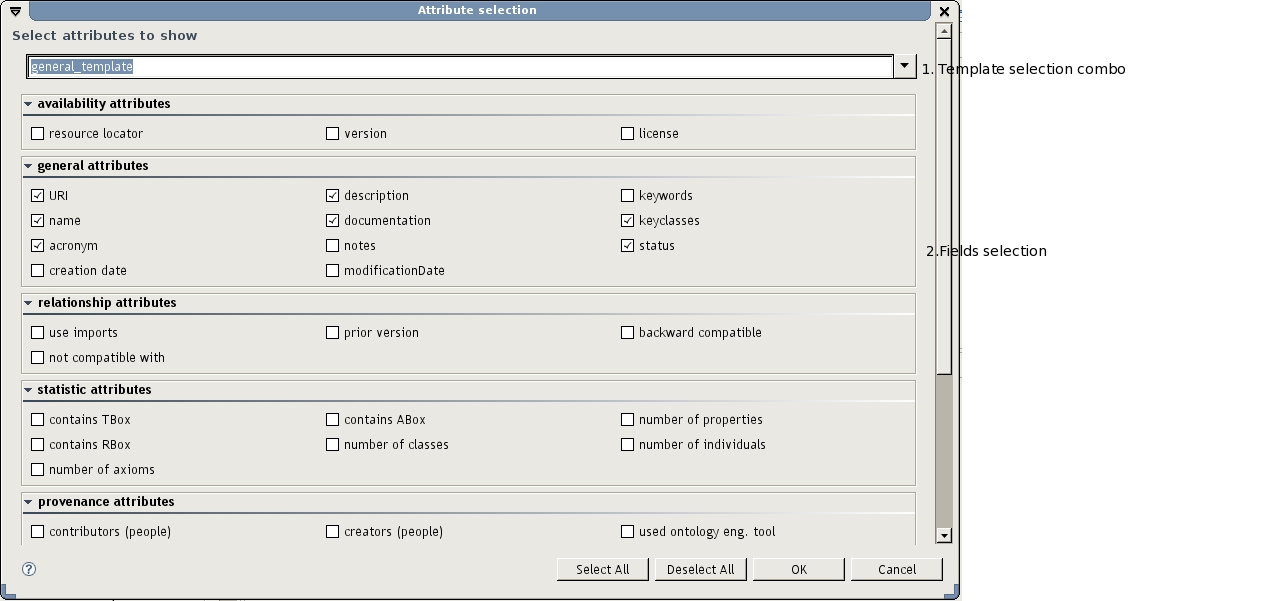 Attribute selection
Select attributes to show
general_template
1. Template selection combo
availability attributes
resource locator version license
general attributes
URI description keywords
name documentation keyclasses
acronym notes status
2.Fields selection
creation date modificationDate
relationship attributes
use imports prior version backward compatible
not compatible with
statistic attributes
contains TBox contains ABox number of properties
contains RBox number of classes number of individuals
number of axioms
provenance attributes
contributors (people) creators (people) used ontology eng. tool
? Select All Deselect All OK Cancel